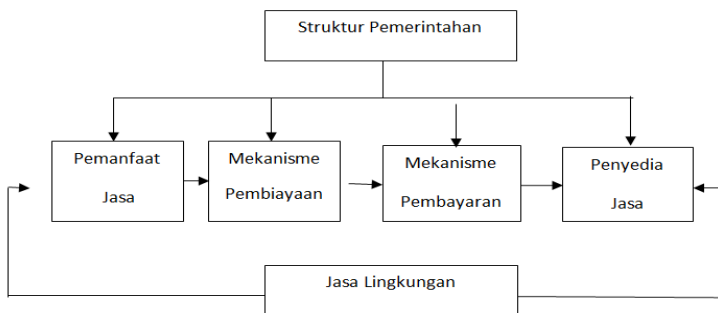 Struktur Pemerintahan
Pemanfaat
Jasa
Mekanisme
Pembiayaan
Mekanisme
Pembayaran
Penyedia
Jasa
Jasa Lingkungan